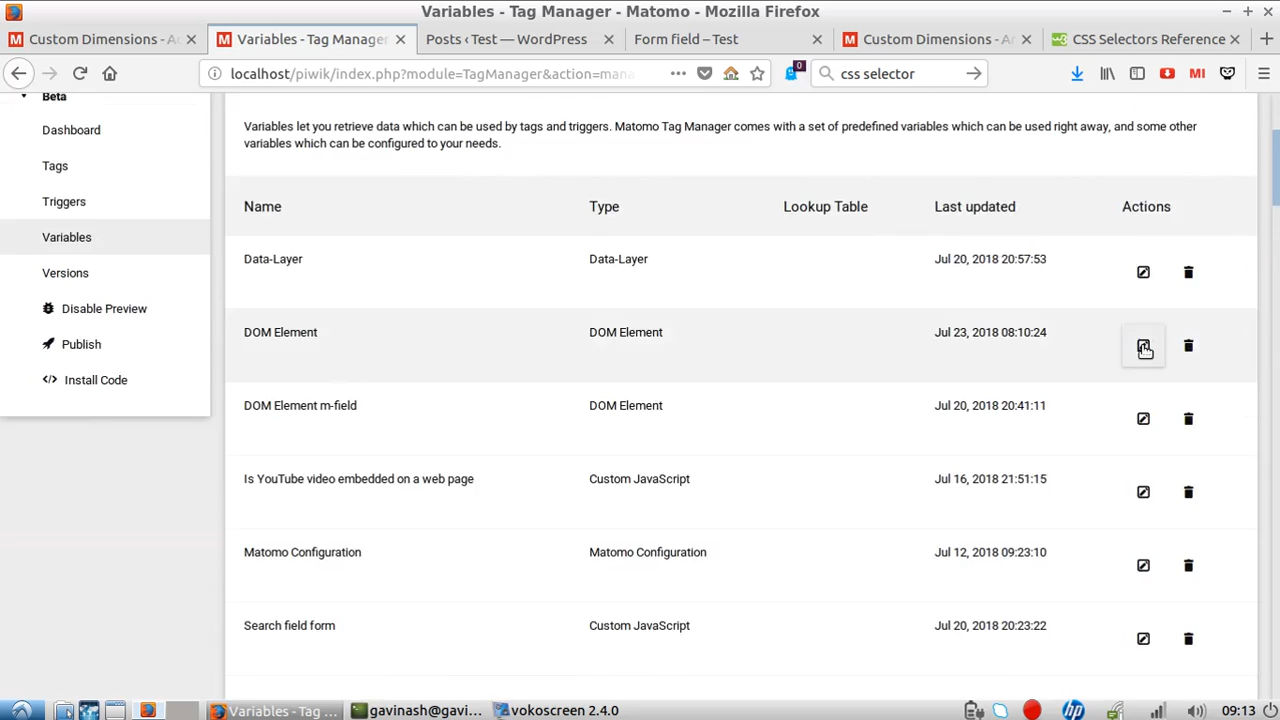 Variables - Tag Manager - Matomo - Mozilla Firefox
Custom Dimensions - A
Variables - Tag Manager
Posts ‹ Test — WordPress
Form field – Test
Custom Dimensions - A
CSS Selectors Reference
localhost/piwik/index.php?module=TagManager&action=mana
0
css selector
MI
Beta
Dashboard
Tags
Triggers
Variables
Versions
Disable Preview
Publish
Install Code
Variables let you retrieve data which can be used by tags and triggers. Matomo Tag Manager comes with a set of predefined variables which can be used right away, and some other
variables which can be configured to your needs.
Name Type Lookup Table Last updated Actions
Data-Layer Data-Layer Jul 20, 2018 20:57:53
DOM Element DOM Element Jul 23, 2018 08:10:24
DOM Element m-field DOM Element Jul 20, 2018 20:41:11
Is YouTube video embedded on a web page Custom JavaScript Jul 16, 2018 21:51:15
Matomo Configuration Matomo Configuration Jul 12, 2018 09:23:10
Search field form Custom JavaScript Jul 20, 2018 20:23:22
Variables - Tag ...
gavinash@gavi...
vokoscreen 2.4.0
09:13